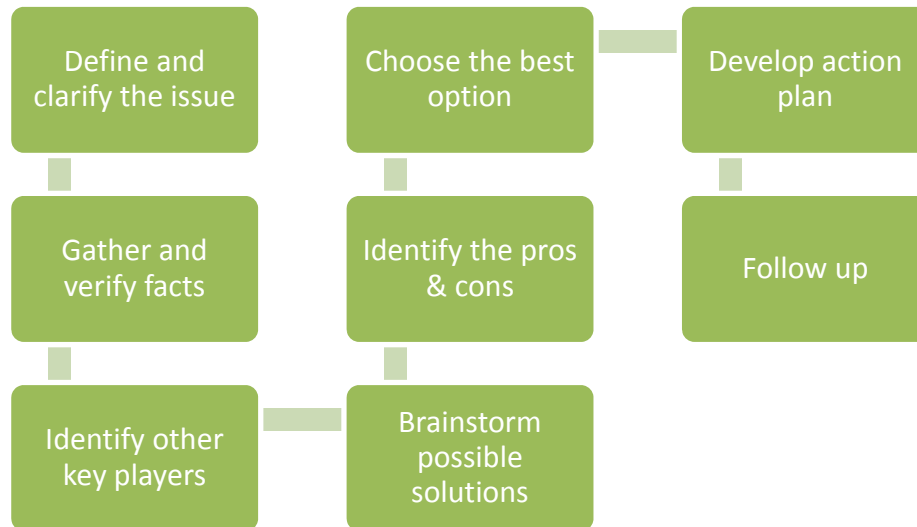 Define and
clarify the issue
Gather and
verify facts
Identify other
key players
Brainstorm
possible
solutions
Identify the pros
& cons
Choose the best
option
Develop action
plan
Follow up